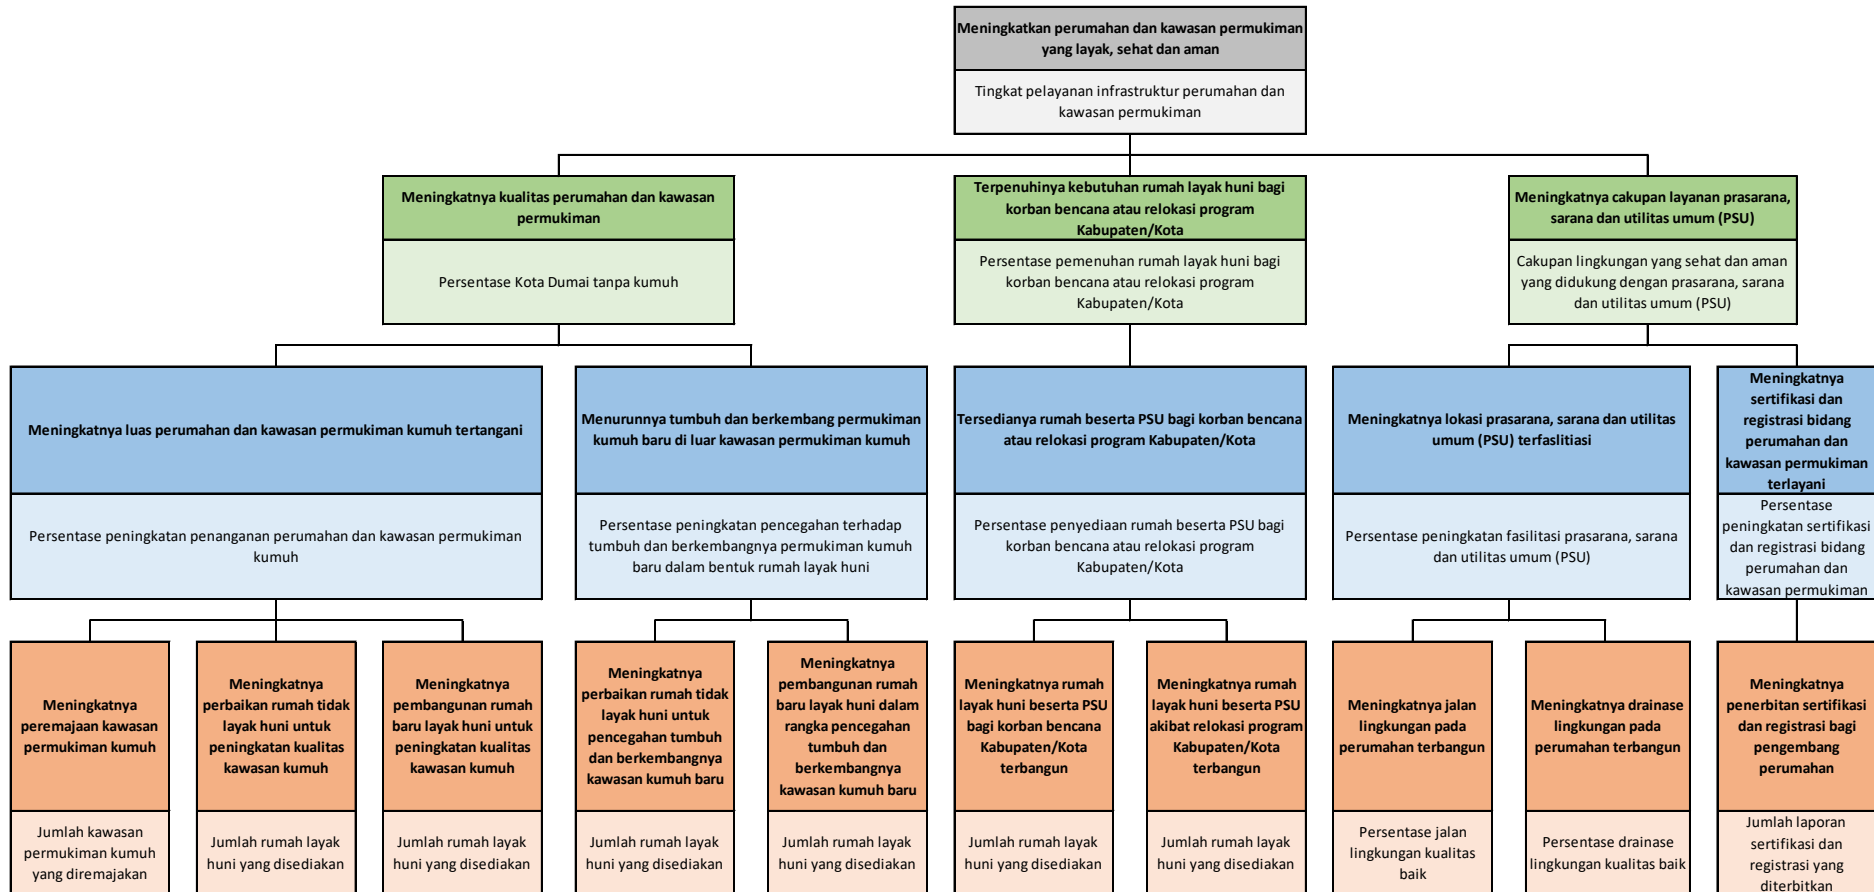 Meningkatkan perumahan dan kawasan permukiman
yang layak, sehat dan aman
Tingkat pelayanan infrastruktur perumahan dan
kawasan permukiman
Meningkatnya kualitas perumahan dan kawasan
permukiman
Persentase Kota Dumai tanpa kumuh
Terpenuhinya kebutuhan rumah layak huni bagi
korban bencana atau relokasi program
Kabupaten/Kota
Persentase pemenuhan rumah layak huni bagi
korban bencana atau relokasi program
Kabupaten/Kota
Meningkatnya cakupan layanan prasarana,
sarana dan utilitas umum (PSU)
Cakupan lingkungan yang sehat dan aman
yang didukung dengan prasarana, sarana
dan utilitas umum (PSU)
Meningkatnya luas perumahan dan kawasan permukiman kumuh tertangani
Persentase peningkatan penanganan perumahan dan kawasan permukiman
kumuh
Menurunnya tumbuh dan berkembang permukiman
kumuh baru di luar kawasan permukiman kumuh
Persentase peningkatan pencegahan terhadap
tumbuh dan berkembangnya permukiman kumuh
baru dalam bentuk rumah layak huni
Tersedianya rumah beserta PSU bagi korban bencana
atau relokasi program Kabupaten/Kota
Persentase penyediaan rumah beserta PSU bagi
korban bencana atau relokasi program
Kabupaten/Kota
Meningkatnya lokasi prasarana, sarana dan utilitas
umum (PSU) terfaslitiasi
Persentase peningkatan fasilitasi prasarana, sarana
dan utilitas umum (PSU)
Meningkatnya
sertifikasi dan
registrasi bidang
perumahan dan
kawasan permukiman
terlayani
Persentase
peningkatan sertifikasi
dan registrasi bidang
perumahan dan
kawasan permukiman
Meningkatnya
peremajaan kawasan
permukiman kumuh
Jumlah kawasan
permukiman kumuh
yang diremajakan
Meningkatnya
perbaikan rumah tidak
layak huni untuk
peningkatan kualitas
kawasan kumuh
Jumlah rumah layak
huni yang disediakan
Meningkatnya
pembangunan rumah
baru layak huni untuk
peningkatan kualitas
kawasan kumuh
Jumlah rumah layak
huni yang disediakan
Meningkatnya
perbaikan rumah tidak
layak huni untuk
pencegahan tumbuh
dan berkembangnya
kawasan kumuh baru
Jumlah rumah layak
huni yang disediakan
Meningkatnya
pembangunan rumah
baru layak huni dalam
rangka pencegahan
tumbuh dan
berkembangnya
kawasan kumuh baru
Jumlah rumah layak
huni yang disediakan
Meningkatnya rumah
layak huni beserta PSU
bagi korban bencana
Kabupaten/Kota
terbangun
Jumlah rumah layak
huni yang disediakan
Meningkatnya rumah
layak huni beserta PSU
akibat relokasi program
Kabupaten/Kota
terbangun
Jumlah rumah layak
huni yang disediakan
Meningkatnya jalan
lingkungan pada
perumahan terbangun
Persentase jalan
lingkungan kualitas
baik
Meningkatnya drainase
lingkungan pada
perumahan terbangun
Persentase drainase
lingkungan kualitas baik
Meningkatnya
penerbitan sertifikasi
dan registrasi bagi
pengembang
perumahan
Jumlah laporan
sertifikasi dan
registrasi yang
diterbitkan